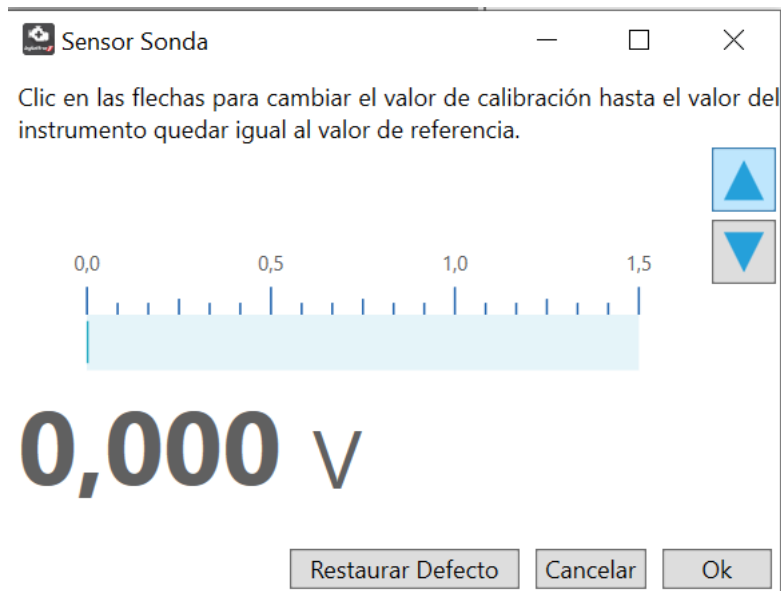 Sensor Sonda
Clic en las flechas para cambiar el valor de calibración hasta el valor del
instrumento quedar igual al valor de referencia.
0,0 0,5 1,0 1,5
0,000 V
Restaurar Defecto Cancelar Ok